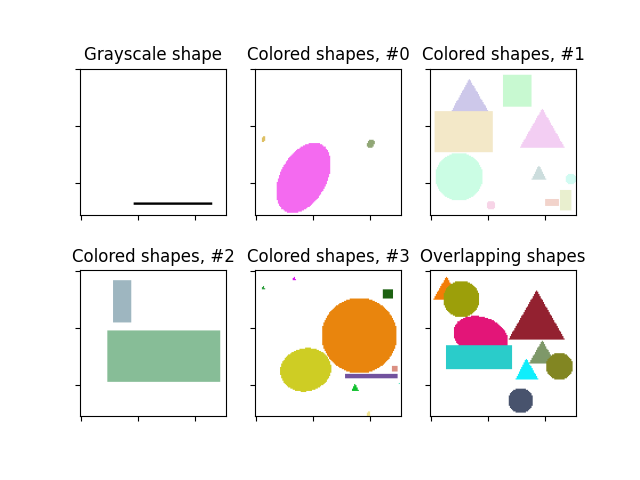 Grayscale shape
Colored shapes, #0
Colored shapes, #1
Colored shapes, #2
Colored shapes, #3
Overlapping shapes